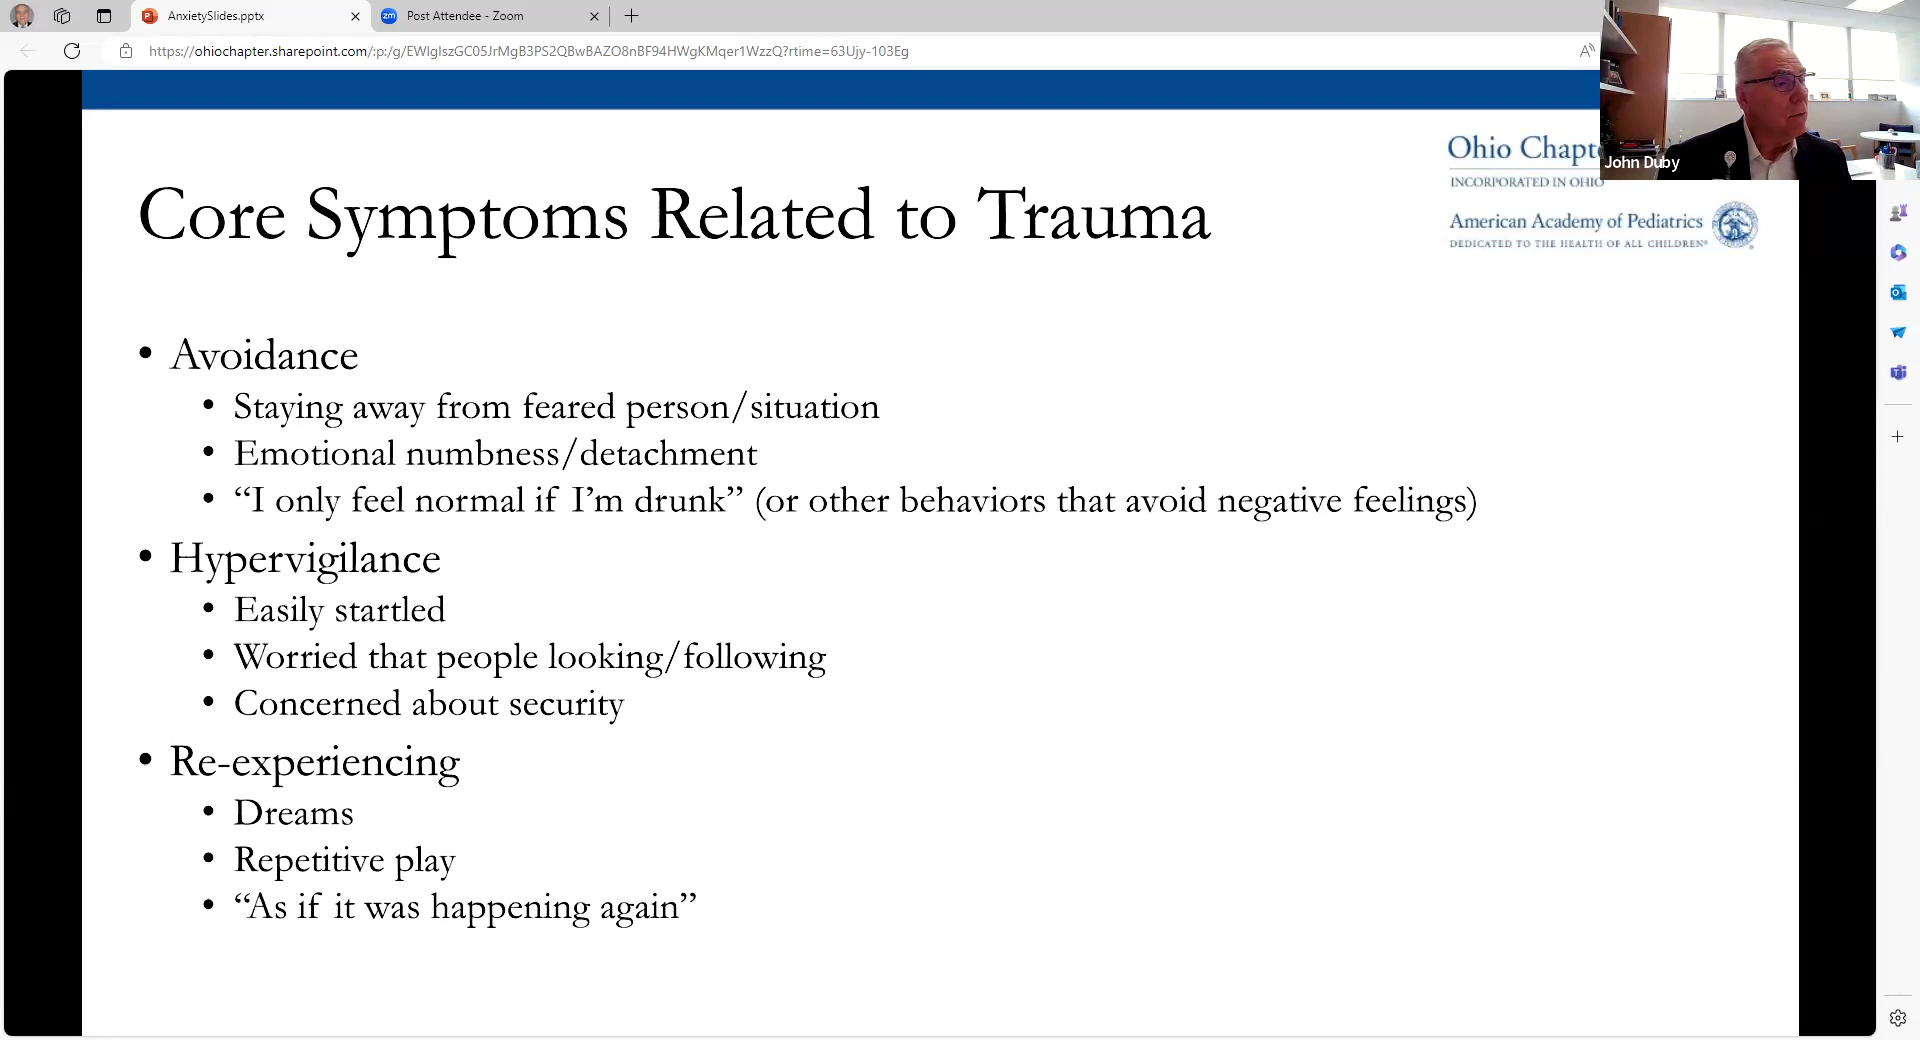 AnxietySlides.pptx
zm
Post Attendee - Zoom
https://ohiochapter.sharepoint.com/:p:/g/EWIgIszGC05JrMgB3PS2QBwBAZO8nBF94HWgKMqer1WzzQ?rtime=63Ujy-103Eg
John Duby
Ohio Chapt
INCORPORATED IN OHIO
American Academy of Pediatrics
DEDICATED TO THE HEALTH OF ALL CHILDREN®
Core Symptoms Related to Trauma
• Avoidance
• Staying away from feared person/situation
• Emotional numbness/detachment
• “I only feel normal if I’m drunk” (or other behaviors that avoid negative feelings)
• Hypervigilance
• Easily startled
• Worried that people looking/following
• Concerned about security
• Re-experiencing
• Dreams
• Repetitive play
• “As if it was happening again”